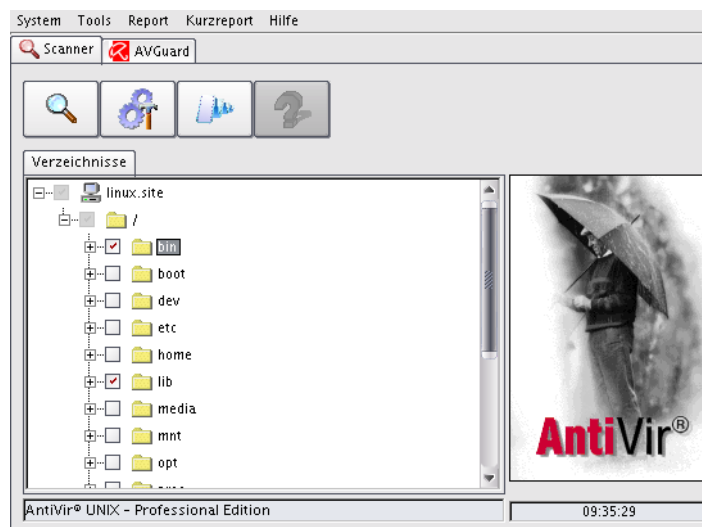 System Tools Report Kurzreport Hilfe
Scanner AVGuard
Verzeichnisse
linux.site
/
bin
boot
dev
etc
home
lib
media
mnt
opt
AntiVir®
AntiVir® UNIX - Professional Edition 09:35:29